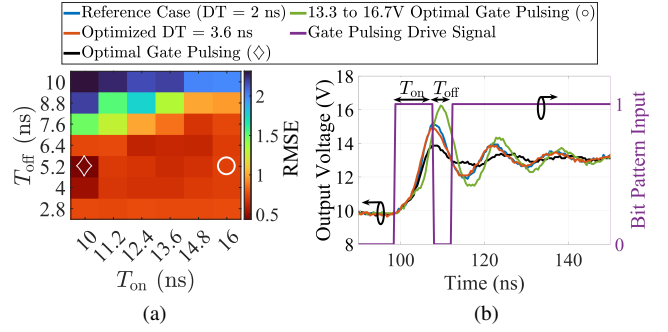 Reference Case (DT = 2 ns)
13.3 to 16.7V Optimal Gate Pulsing (○)
Optimized DT = 3.6 ns
Gate Pulsing Drive Signal
Optimal Gate Pulsing (◇)
10
8.8
7.6
6.4
5.2
4
2.8
T_off (ns)
10
11.2
12.4
13.6
14.8
16
T_on (ns)
2
1.5
1
0.5
RMSE
(a)
18
16
14
12
10
8
Output Voltage (V)
T_on
T_off
1
0
Bit Pattern Input
100
120
140
Time (ns)
(b)